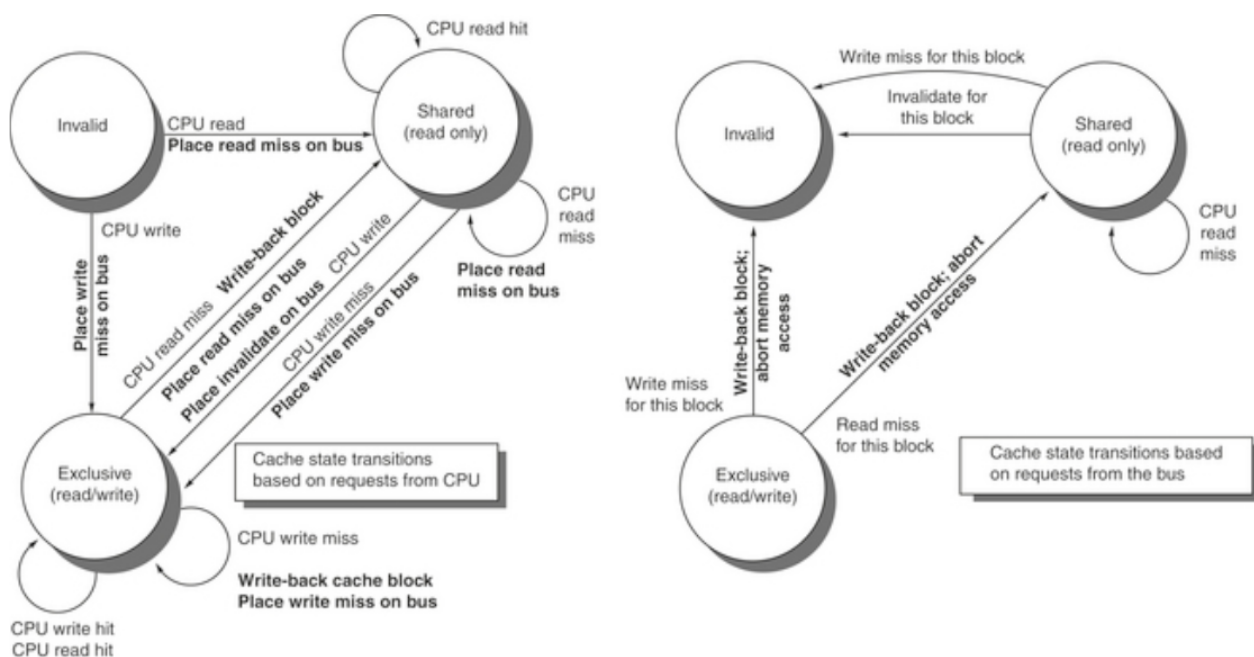 CPU read hit
Invalid
Shared
(read only)
CPU read
Place read miss on bus
CPU write
Place write
miss on bus
CPU read miss Write-back block
Place read miss on bus
Place invalidate on bus CPU write
CPU write miss
Place write miss on bus
CPU
read
miss
Place read
miss on bus
Exclusive
(read/write)
Cache state transitions
based on requests from CPU
CPU write miss
Write-back cache block
Place write miss on bus
CPU write hit
CPU read hit
Write miss for this block
Invalidate for
this block
Invalid
Shared
(read only)
CPU
read
miss
Write-back block;
abort memory
access
Write-back block; abort
memory access
Write miss
for this block
Read miss
for this block
Exclusive
(read/write)
Cache state transitions based
on requests from the bus